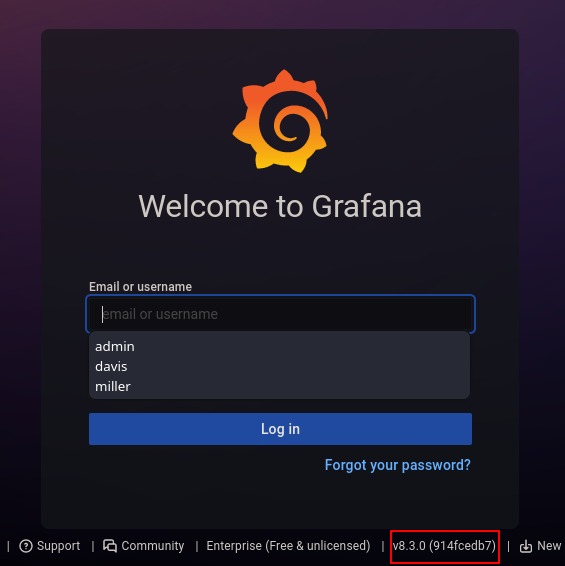 Welcome to Grafana
Email or username
email or username
admin
davis
miller
Log in
Forgot your password?
| Support | Community | Enterprise (Free & unlicensed) | v8.3.0 (914fcedb7) | New